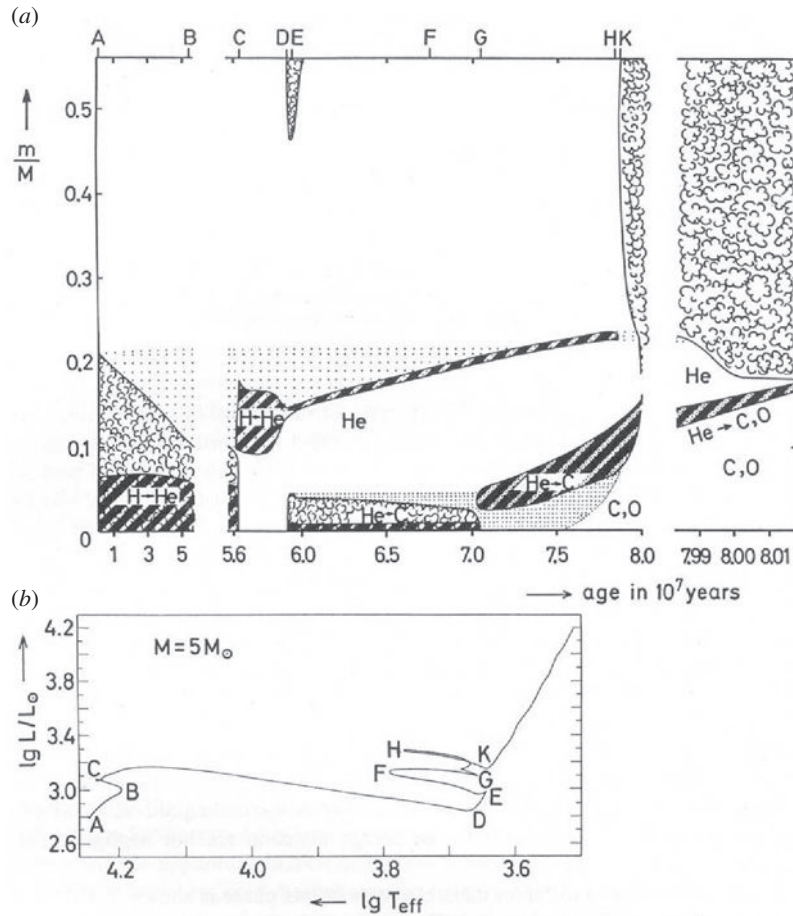 (a)
A B C DE F G HK
0.5
m/M
0.4
0.3
0.2
0.1
0
H→He
H→He
He
He→C
He→C
C,O
He
He→C,O
C,O
1 3 5 5.6 6.0 6.5 7.0 7.5 8.0 7.99 8.00 8.01
→ age in 10⁷ years
(b)
lg L/L☉ →
4.2
3.8
3.4
3.0
2.6
M = 5M☉
A
B
C
D
E
F
G
H
K
4.2 4.0 3.8 3.6
← lg Teff